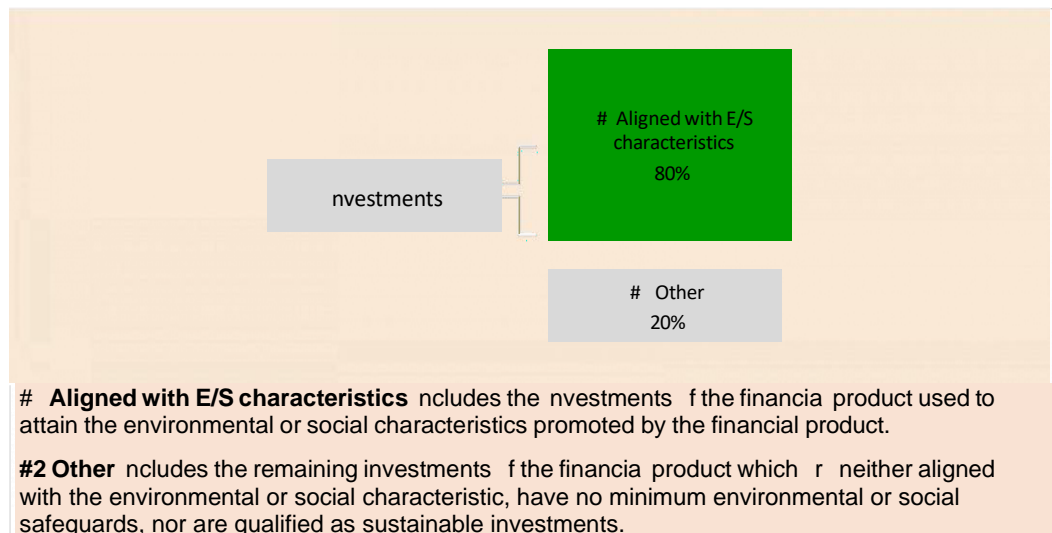 # Aligned with E/S
characteristics
80%
nvestments
# Other
20%
# Aligned with E/S characteristics ncludes the nvestments f the financia product used to
attain the environmental or social characteristics promoted by the financial product.
#2 Other ncludes the remaining investments f the financia product which r neither aligned
with the environmental or social characteristic, have no minimum environmental or social
safeguards, nor are qualified as sustainable investments.